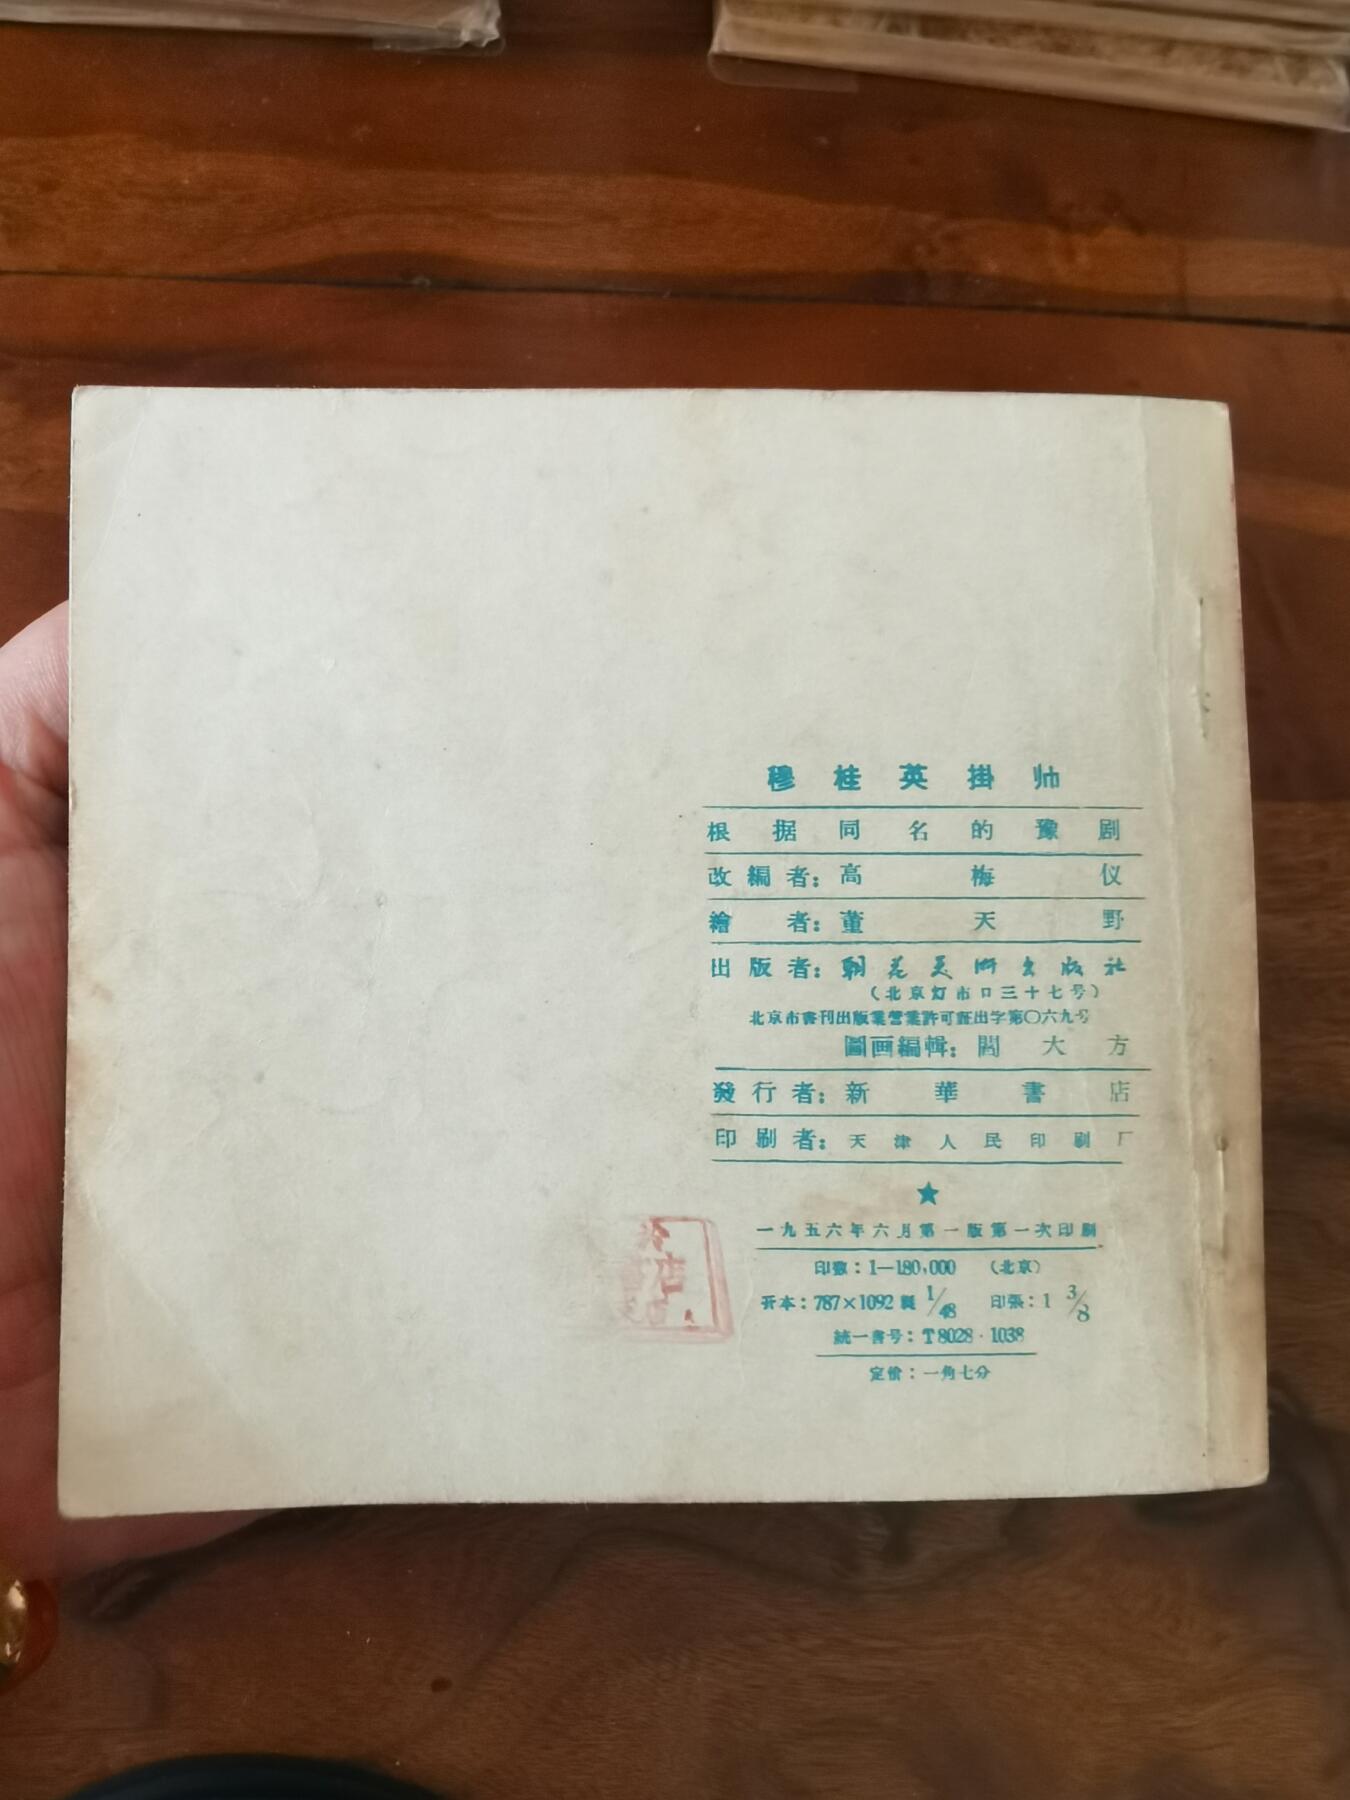 穆桂英掛帅
根据同名的豫剧
改編者：高梅仪
繪者：董天野
出版者：朝花美術出版社
（北京灯市口三十七号）
北京市書刊出版業營業許可証出字第〇六九号
圖画編輯：閻大方
發行者：新華書店
印刷者：天津人民印刷厂
★
一九五六年六月第一版第一次印刷
印数：1—180,000 （北京）
开本：787×1092 1/48 印張：1 3/8
統一書号：T8028·1038
定價：一角七分
店